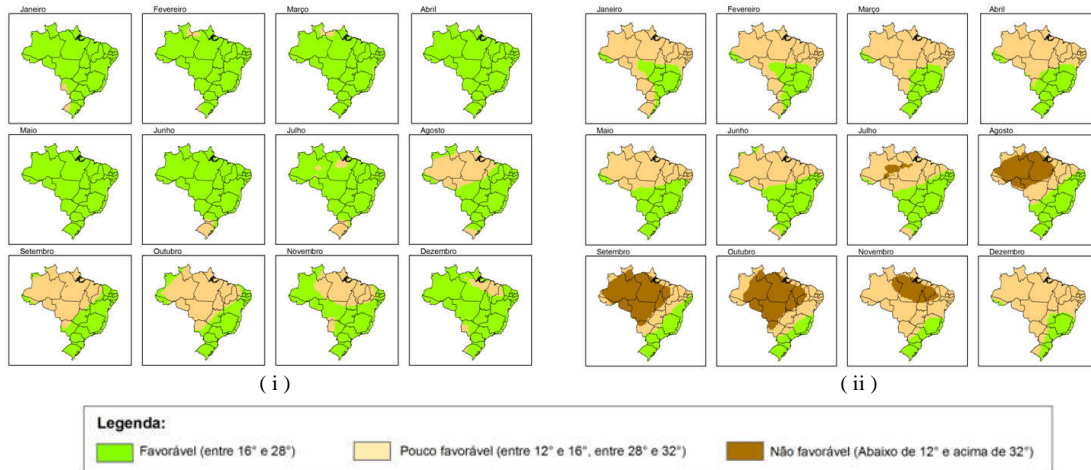 Janeiro Fevereiro Março Abril
Maio Junho Julho Agosto
Setembro Outubro Novembro Dezembro
( i )
Janeiro Fevereiro Março Abril
Maio Junho Julho Agosto
Setembro Outubro Novembro Dezembro
( ii )
Legenda:
Favorável (entre 16° e 28°) Pouco favorável (entre 12° e 16°, entre 28° e 32°) Não favorável (Abaixo de 12° e acima de 32°)